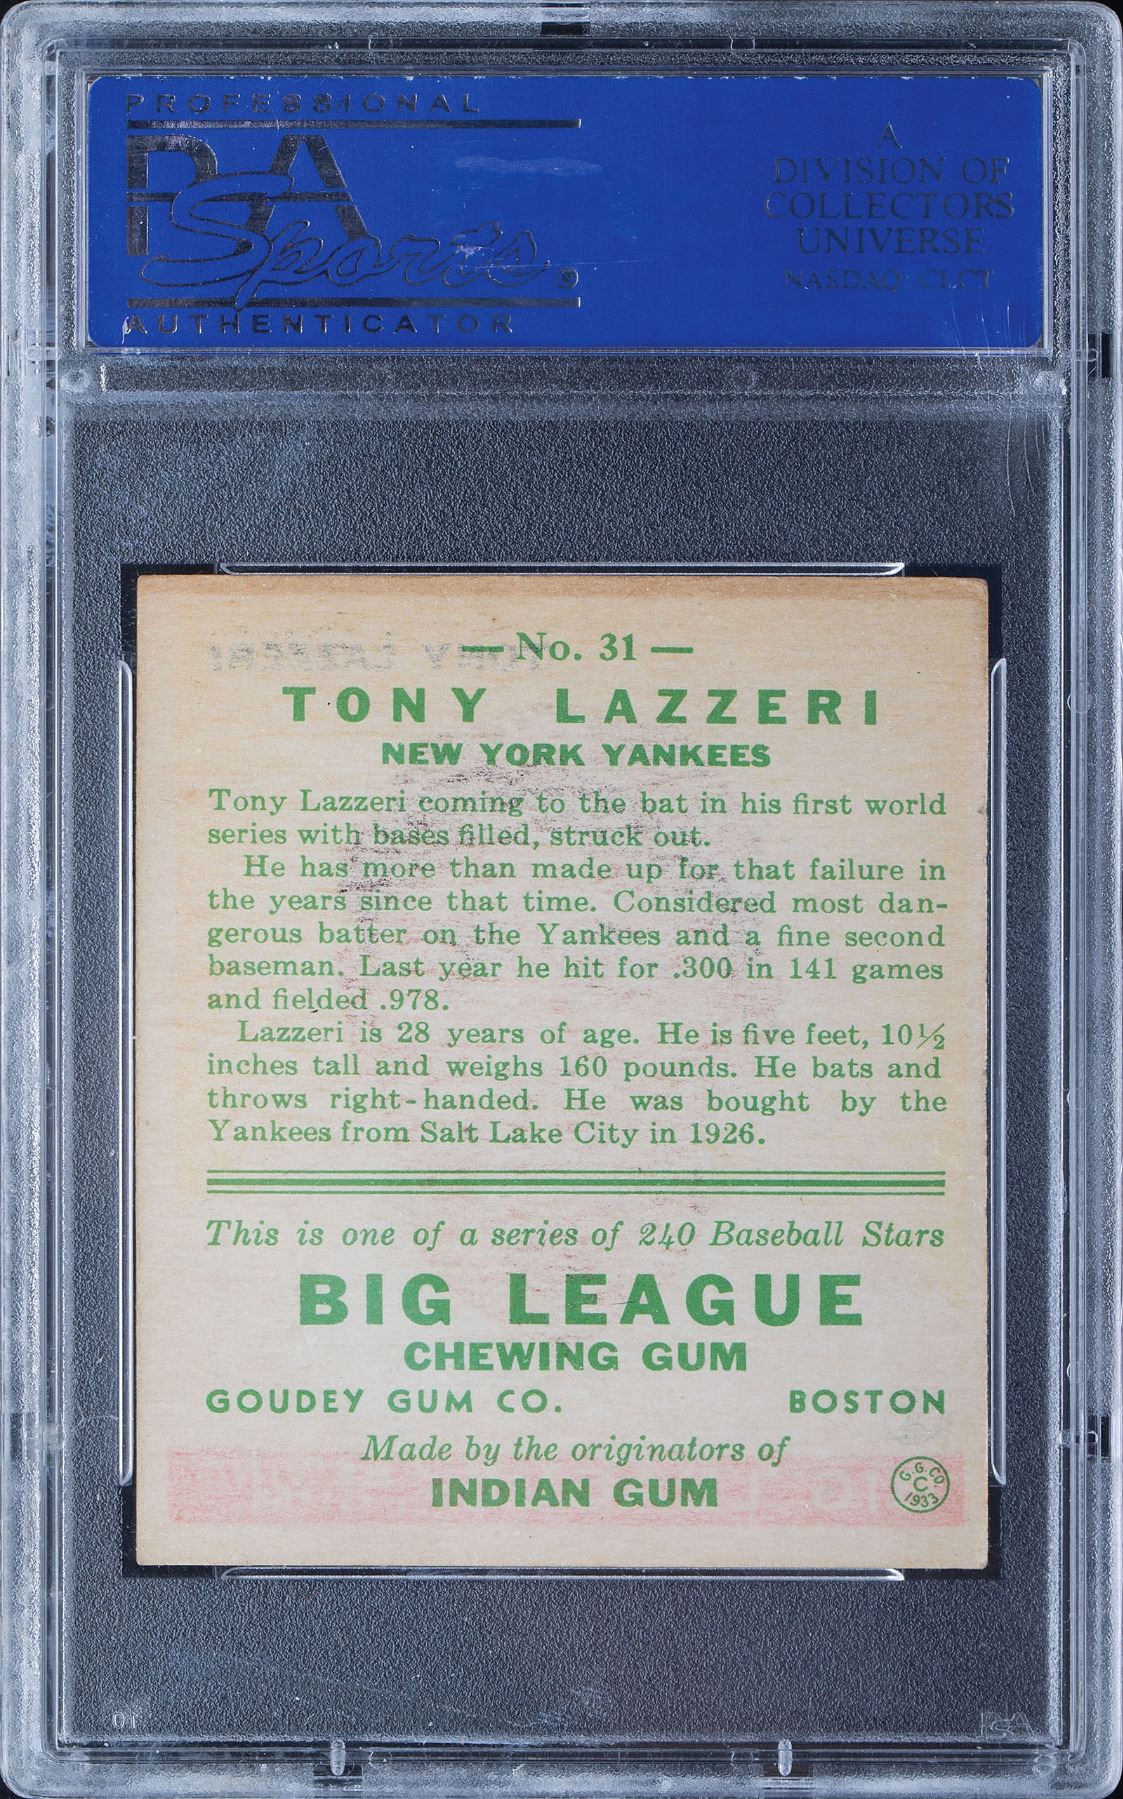 PROFESSIONAL
PSA
Sports®
AUTHENTICATOR
A
DIVISION OF
COLLECTORS
UNIVERSE
NASDAQ: CLCT
— No. 31 —
TONY LAZZERI
TONY LAZZERI
NEW YORK YANKEES
Tony Lazzeri coming to the bat in his first world
series with bases filled, struck out.
He has more than made up for that failure in
the years since that time. Considered most dan-
gerous batter on the Yankees and a fine second
baseman. Last year he hit for .300 in 141 games
and fielded .978.
Lazzeri is 28 years of age. He is five feet, 10½
inches tall and weighs 160 pounds. He bats and
throws right-handed. He was bought by the
Yankees from Salt Lake City in 1926.
This is one of a series of 240 Baseball Stars
BIG LEAGUE
CHEWING GUM
GOUDEY GUM CO. BOSTON
Made by the originators of
INDIAN GUM
G.G.CO
C
1933
01
PSA